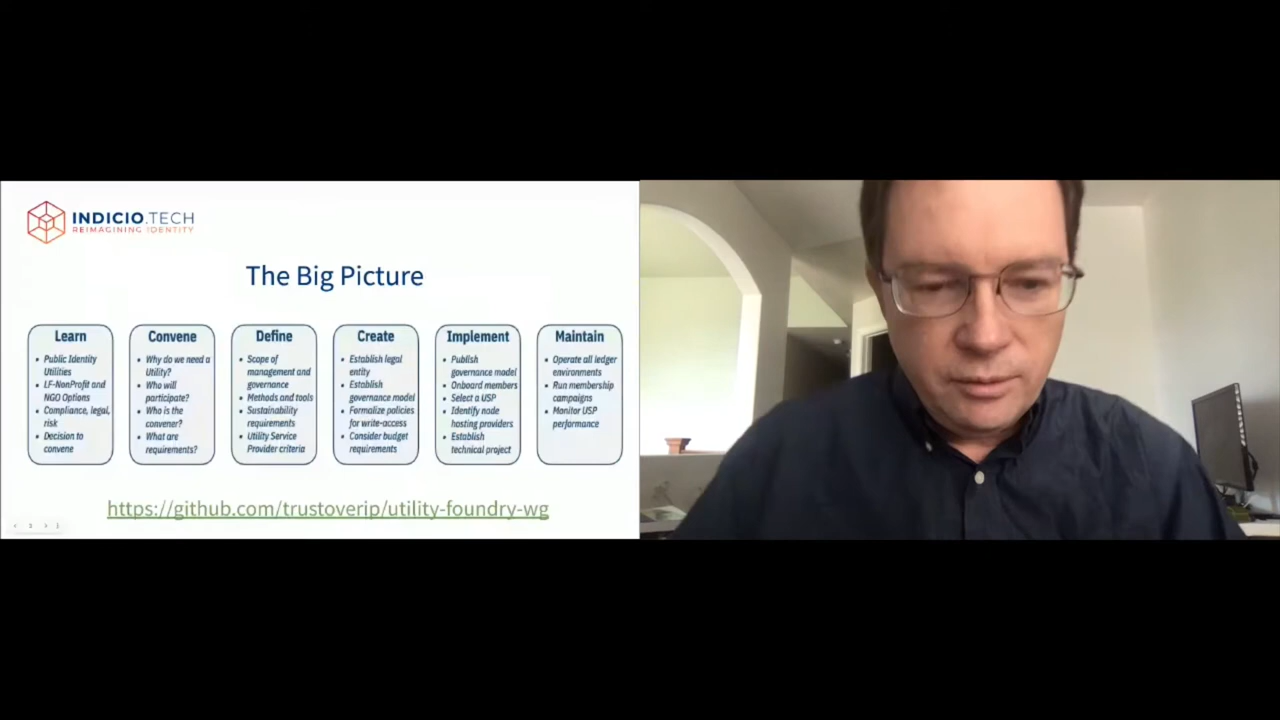 INDICIO.TECH
REIMAGINING IDENTITY
The Big Picture
Learn
• Public Identity
Utilities
• LF-NonProfit and
NGO Options
• Compliance, legal,
risk
• Decision to
convene
Convene
• Why do we need a
Utility?
• Who will
participate?
• Who is the
convener?
• What are
requirements?
Define
• Scope of
management and
governance
• Methods and tools
• Sustainability
requirements
• Utility Service
Provider criteria
Create
• Establish legal
entity
• Establish
governance model
• Formalize policies
for write-access
• Consider budget
requirements
Implement
• Publish
governance model
• Onboard members
• Select a USP
• Identify node
hosting providers
• Establish
technical project
Maintain
• Operate all ledger
environments
• Run membership
campaigns
• Monitor USP
performance
https://github.com/trustoverip/utility-foundry-wg